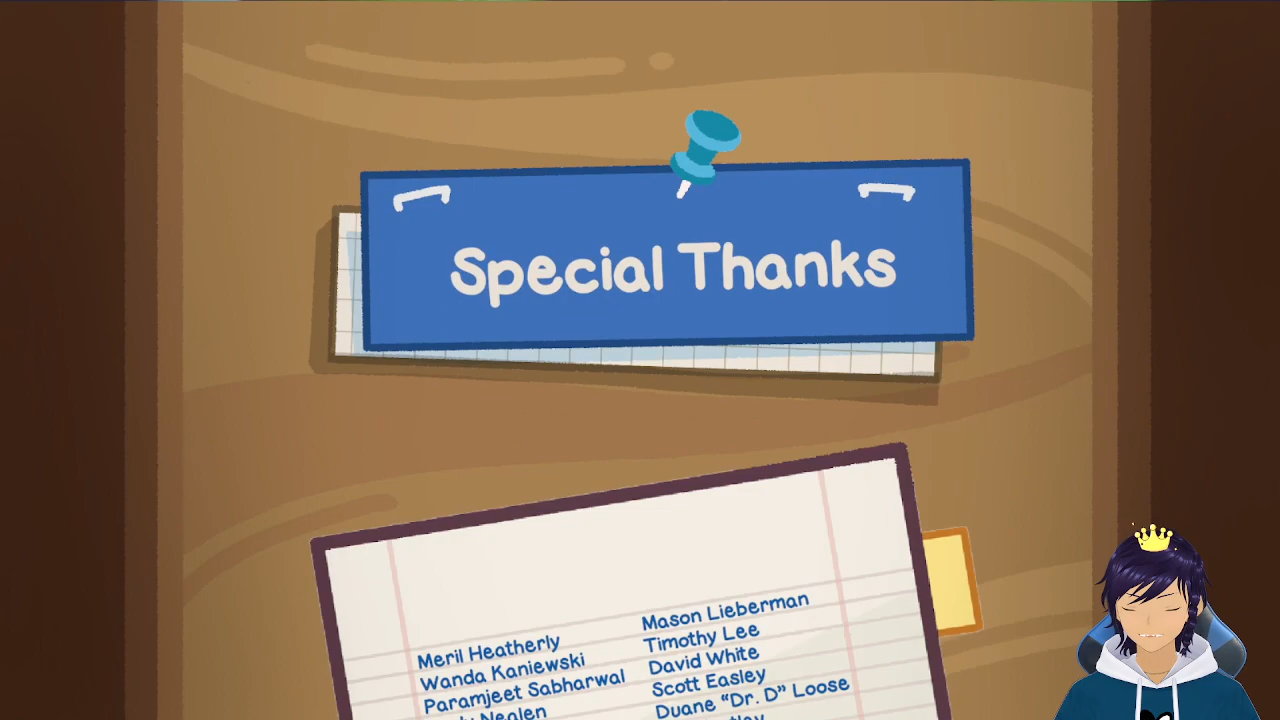 Special Thanks
Meril Heatherly
Wanda Kaniewski
Paramjeet Sabharwal
Nealen
Mason Lieberman
Timothy Lee
David White
Scott Easley
Duane “Dr. D” Loose